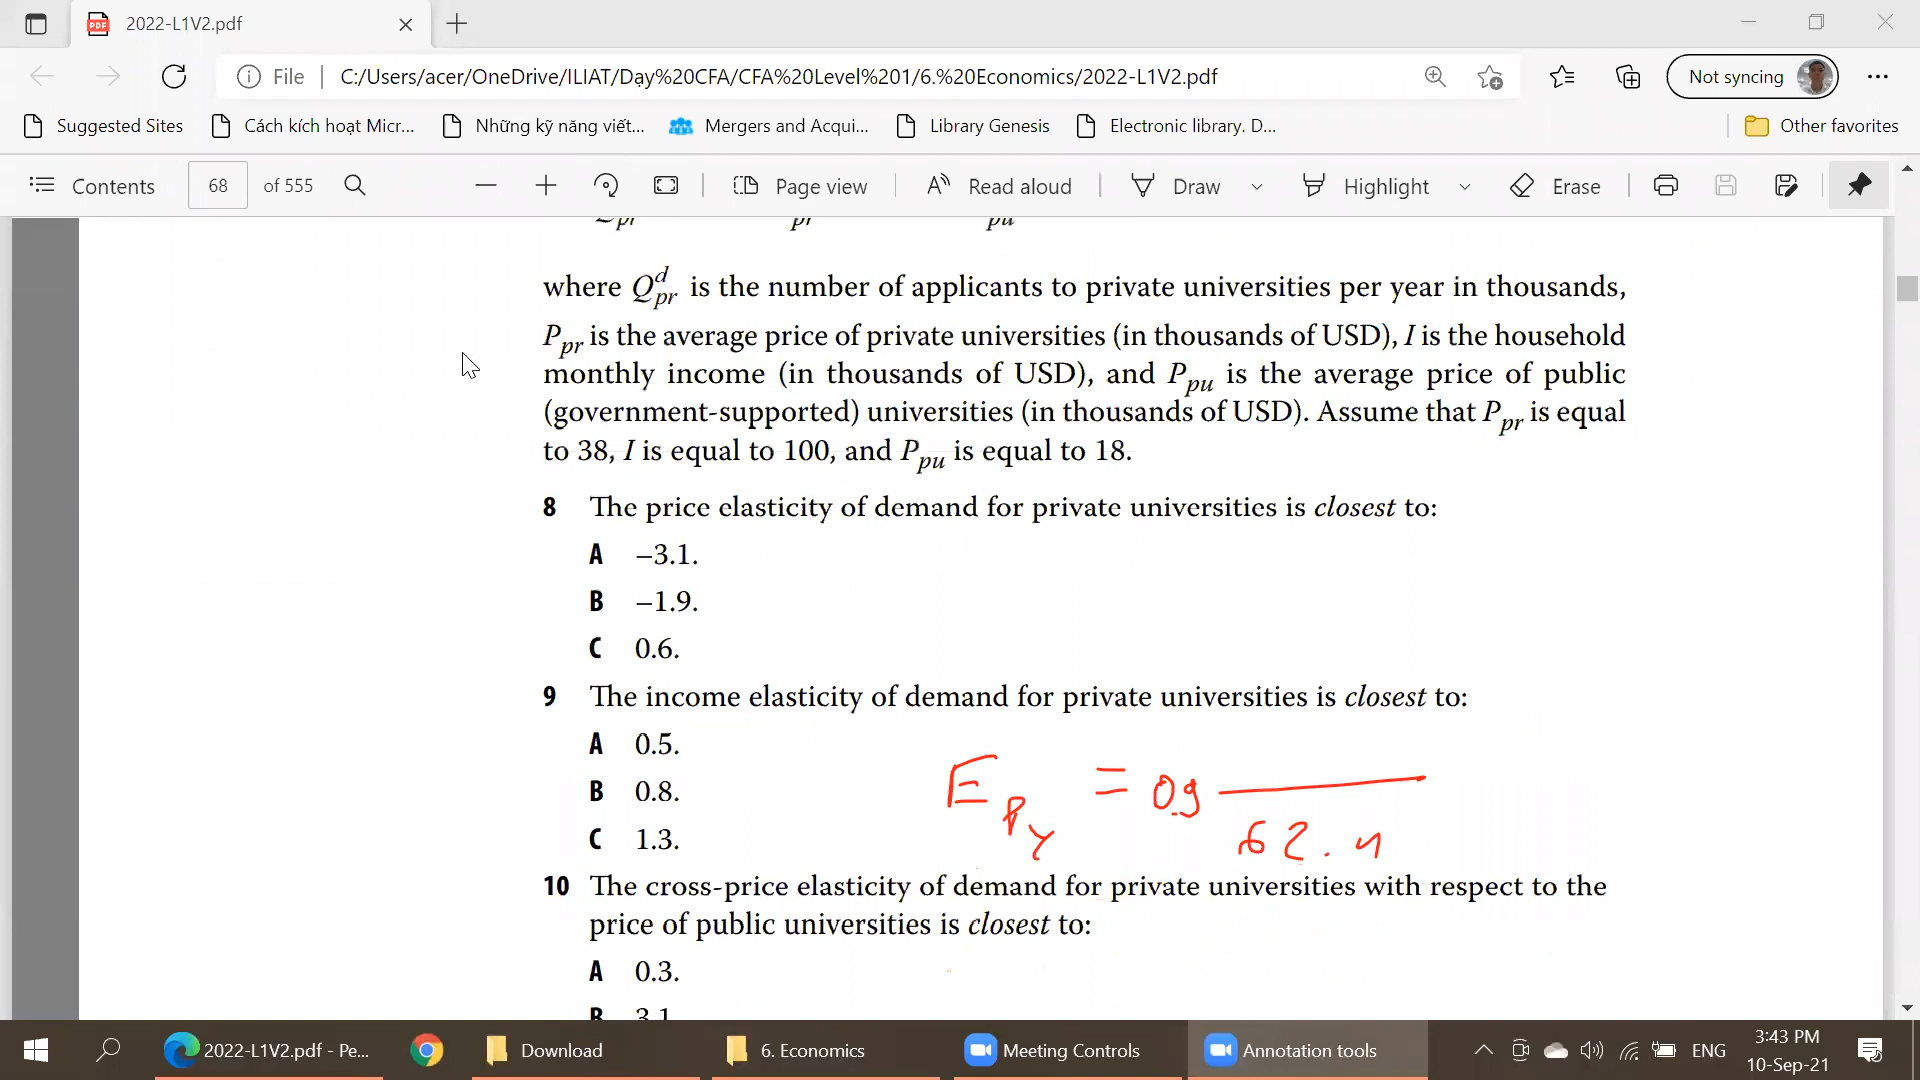 2022-L1V2.pdf
File C:/Users/acer/OneDrive/ILIAT/Dạy%20CFA/CFA%20Level%201/6.%20Economics/2022-L1V2.pdf Not syncing
Suggested Sites Cách kích hoạt Micr... Những kỹ năng viết... Mergers and Acqui... Library Genesis Electronic library. D... Other favorites
Contents 68 of 555 Page view Read aloud Draw Highlight Erase
where Q^d_pr is the number of applicants to private universities per year in thousands,
P_pr is the average price of private universities (in thousands of USD), I is the household
monthly income (in thousands of USD), and P_pu is the average price of public
(government-supported) universities (in thousands of USD). Assume that P_pr is equal
to 38, I is equal to 100, and P_pu is equal to 18.
8 The price elasticity of demand for private universities is closest to:
A –3.1.
B –1.9.
C 0.6.
9 The income elasticity of demand for private universities is closest to:
A 0.5.
B 0.8.
C 1.3.
E_Py = 0.9
62.4
10 The cross-price elasticity of demand for private universities with respect to the
price of public universities is closest to:
A 0.3.
B 3.1
2022-L1V2.pdf - Pe... Download 6. Economics Meeting Controls Annotation tools ENG 3:43 PM
10-Sep-21